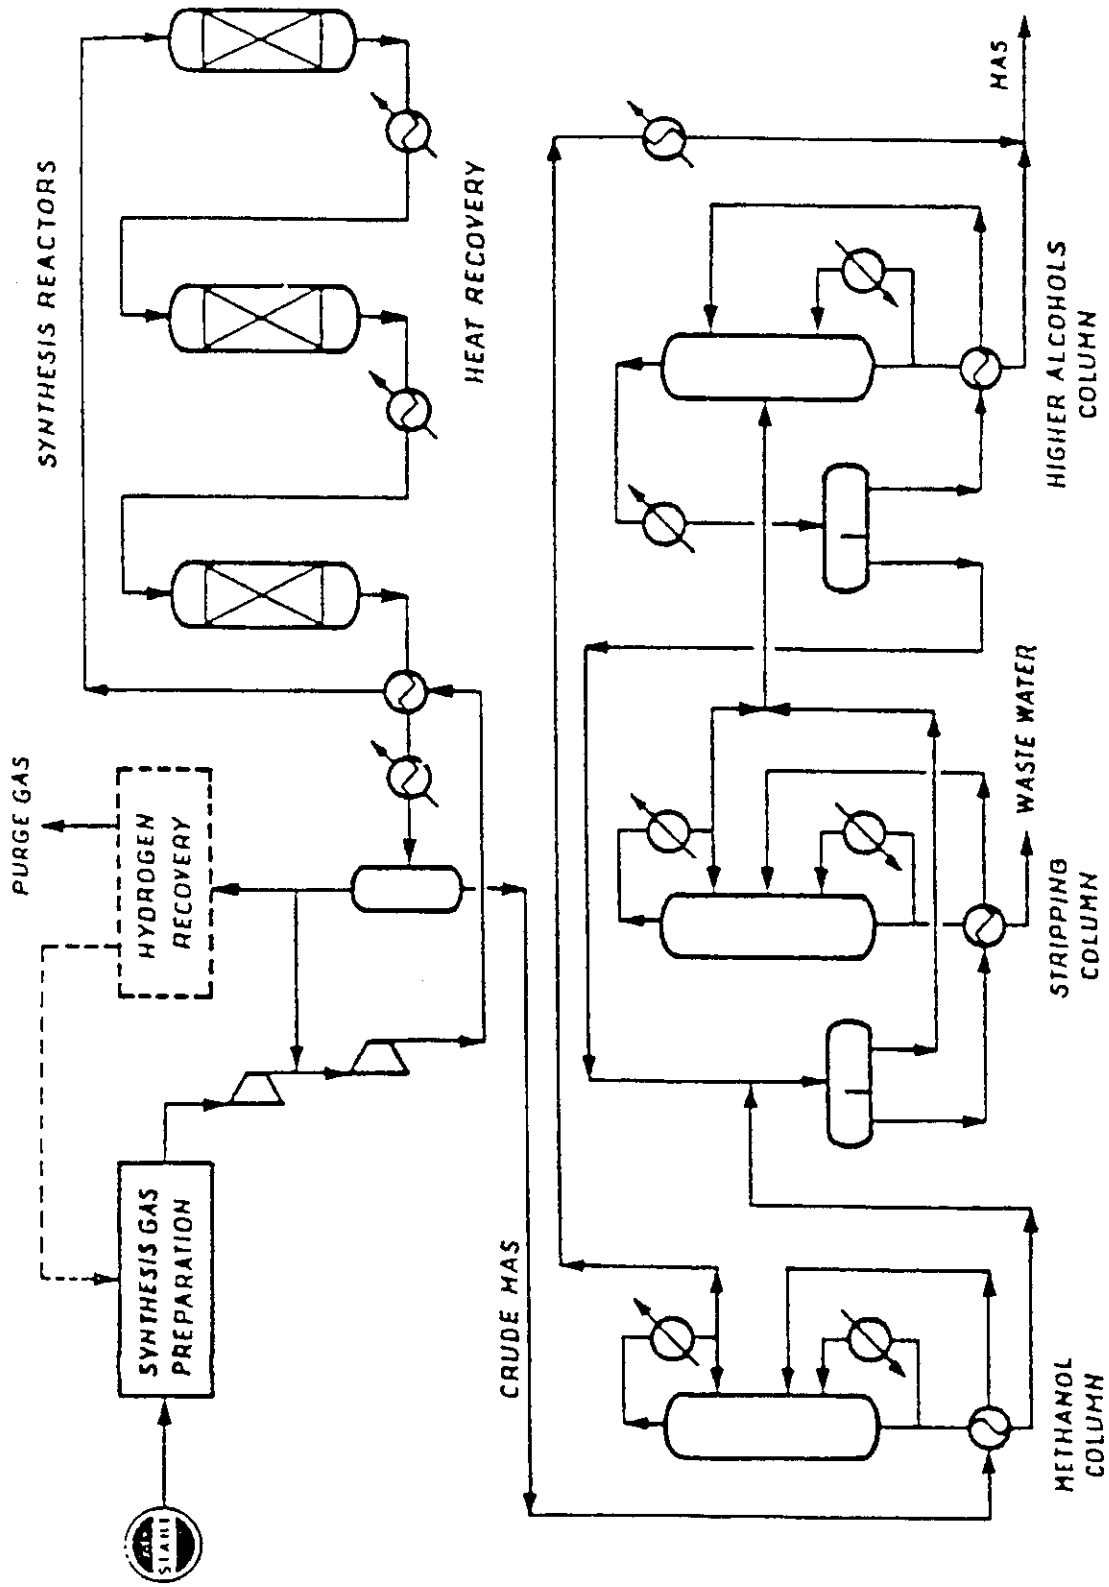 SYNTHESIS GAS
PREPARATION
HYDROGEN
RECOVERY
PURGE GAS
SYNTHESIS REACTORS
HEAT RECOVERY
CRUDE MAS
METHANOL
COLUMN
STRIPPING
COLUMN
WASTE WATER
HIGHER ALCOHOLS
COLUMN
MAS